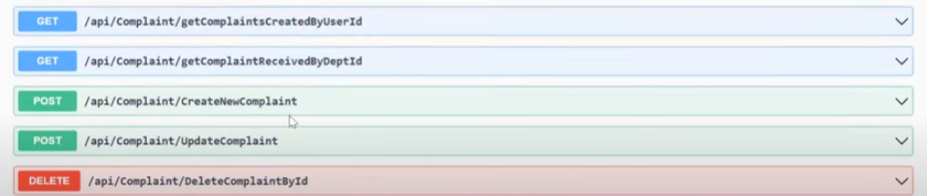 GET /api/Complaint/getComplaintsCreatedByUserId
GET /api/Complaint/getComplaintReceivedByDeptId
POST /api/Complaint/CreateNewComplaint
POST /api/Complaint/UpdateComplaint
DELETE /api/Complaint/DeleteComplaintById